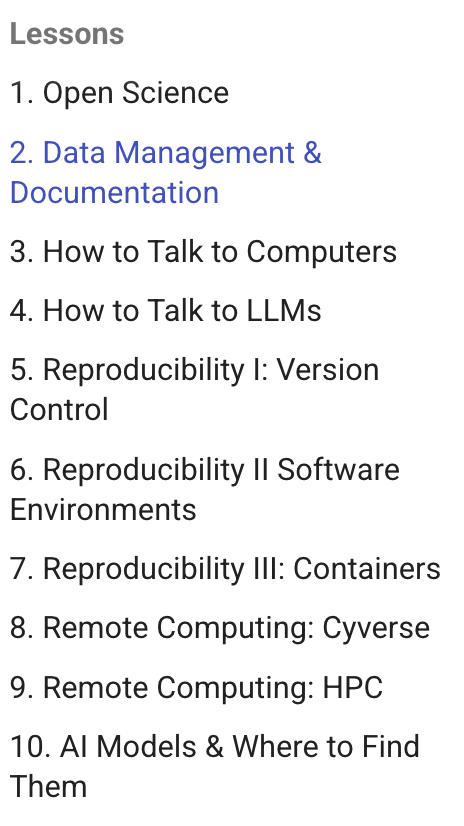 Lessons
1. Open Science
2. Data Management &
Documentation
3. How to Talk to Computers
4. How to Talk to LLMs
5. Reproducibility I: Version
Control
6. Reproducibility II Software
Environments
7. Reproducibility III: Containers
8. Remote Computing: Cyverse
9. Remote Computing: HPC
10. AI Models & Where to Find
Them